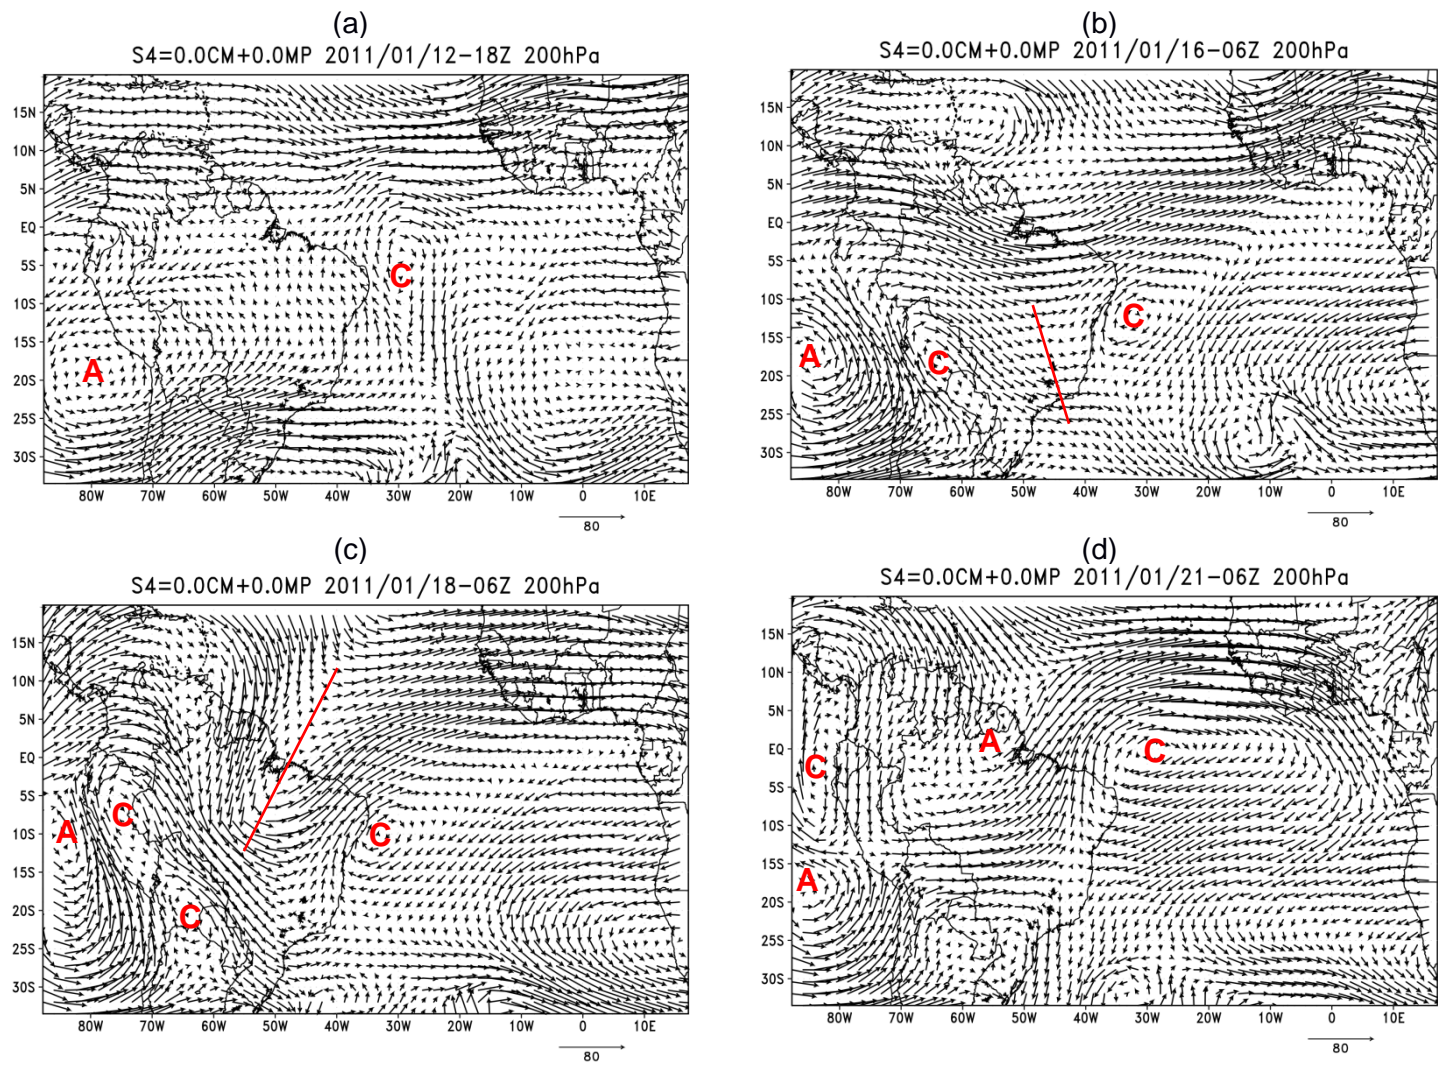 (a)
S4=0.0CM+0.0MP 2011/01/12-18Z 200hPa
15N
10N
5N
EQ
5S
10S
15S
20S
25S
30S
C
A
80W 70W 60W 50W 40W 30W 20W 10W 0 10E
80
(b)
S4=0.0CM+0.0MP 2011/01/16-06Z 200hPa
15N
10N
5N
EQ
5S
10S
15S
20S
25S
30S
C
A
C
80W 70W 60W 50W 40W 30W 20W 10W 0 10E
80
(c)
S4=0.0CM+0.0MP 2011/01/18-06Z 200hPa
15N
10N
5N
EQ
5S
10S
15S
20S
25S
30S
C
A
C
C
80W 70W 60W 50W 40W 30W 20W 10W 0 10E
80
(d)
S4=0.0CM+0.0MP 2011/01/21-06Z 200hPa
15N
10N
5N
EQ
5S
10S
15S
20S
25S
30S
A
C
C
A
80W 70W 60W 50W 40W 30W 20W 10W 0 10E
80